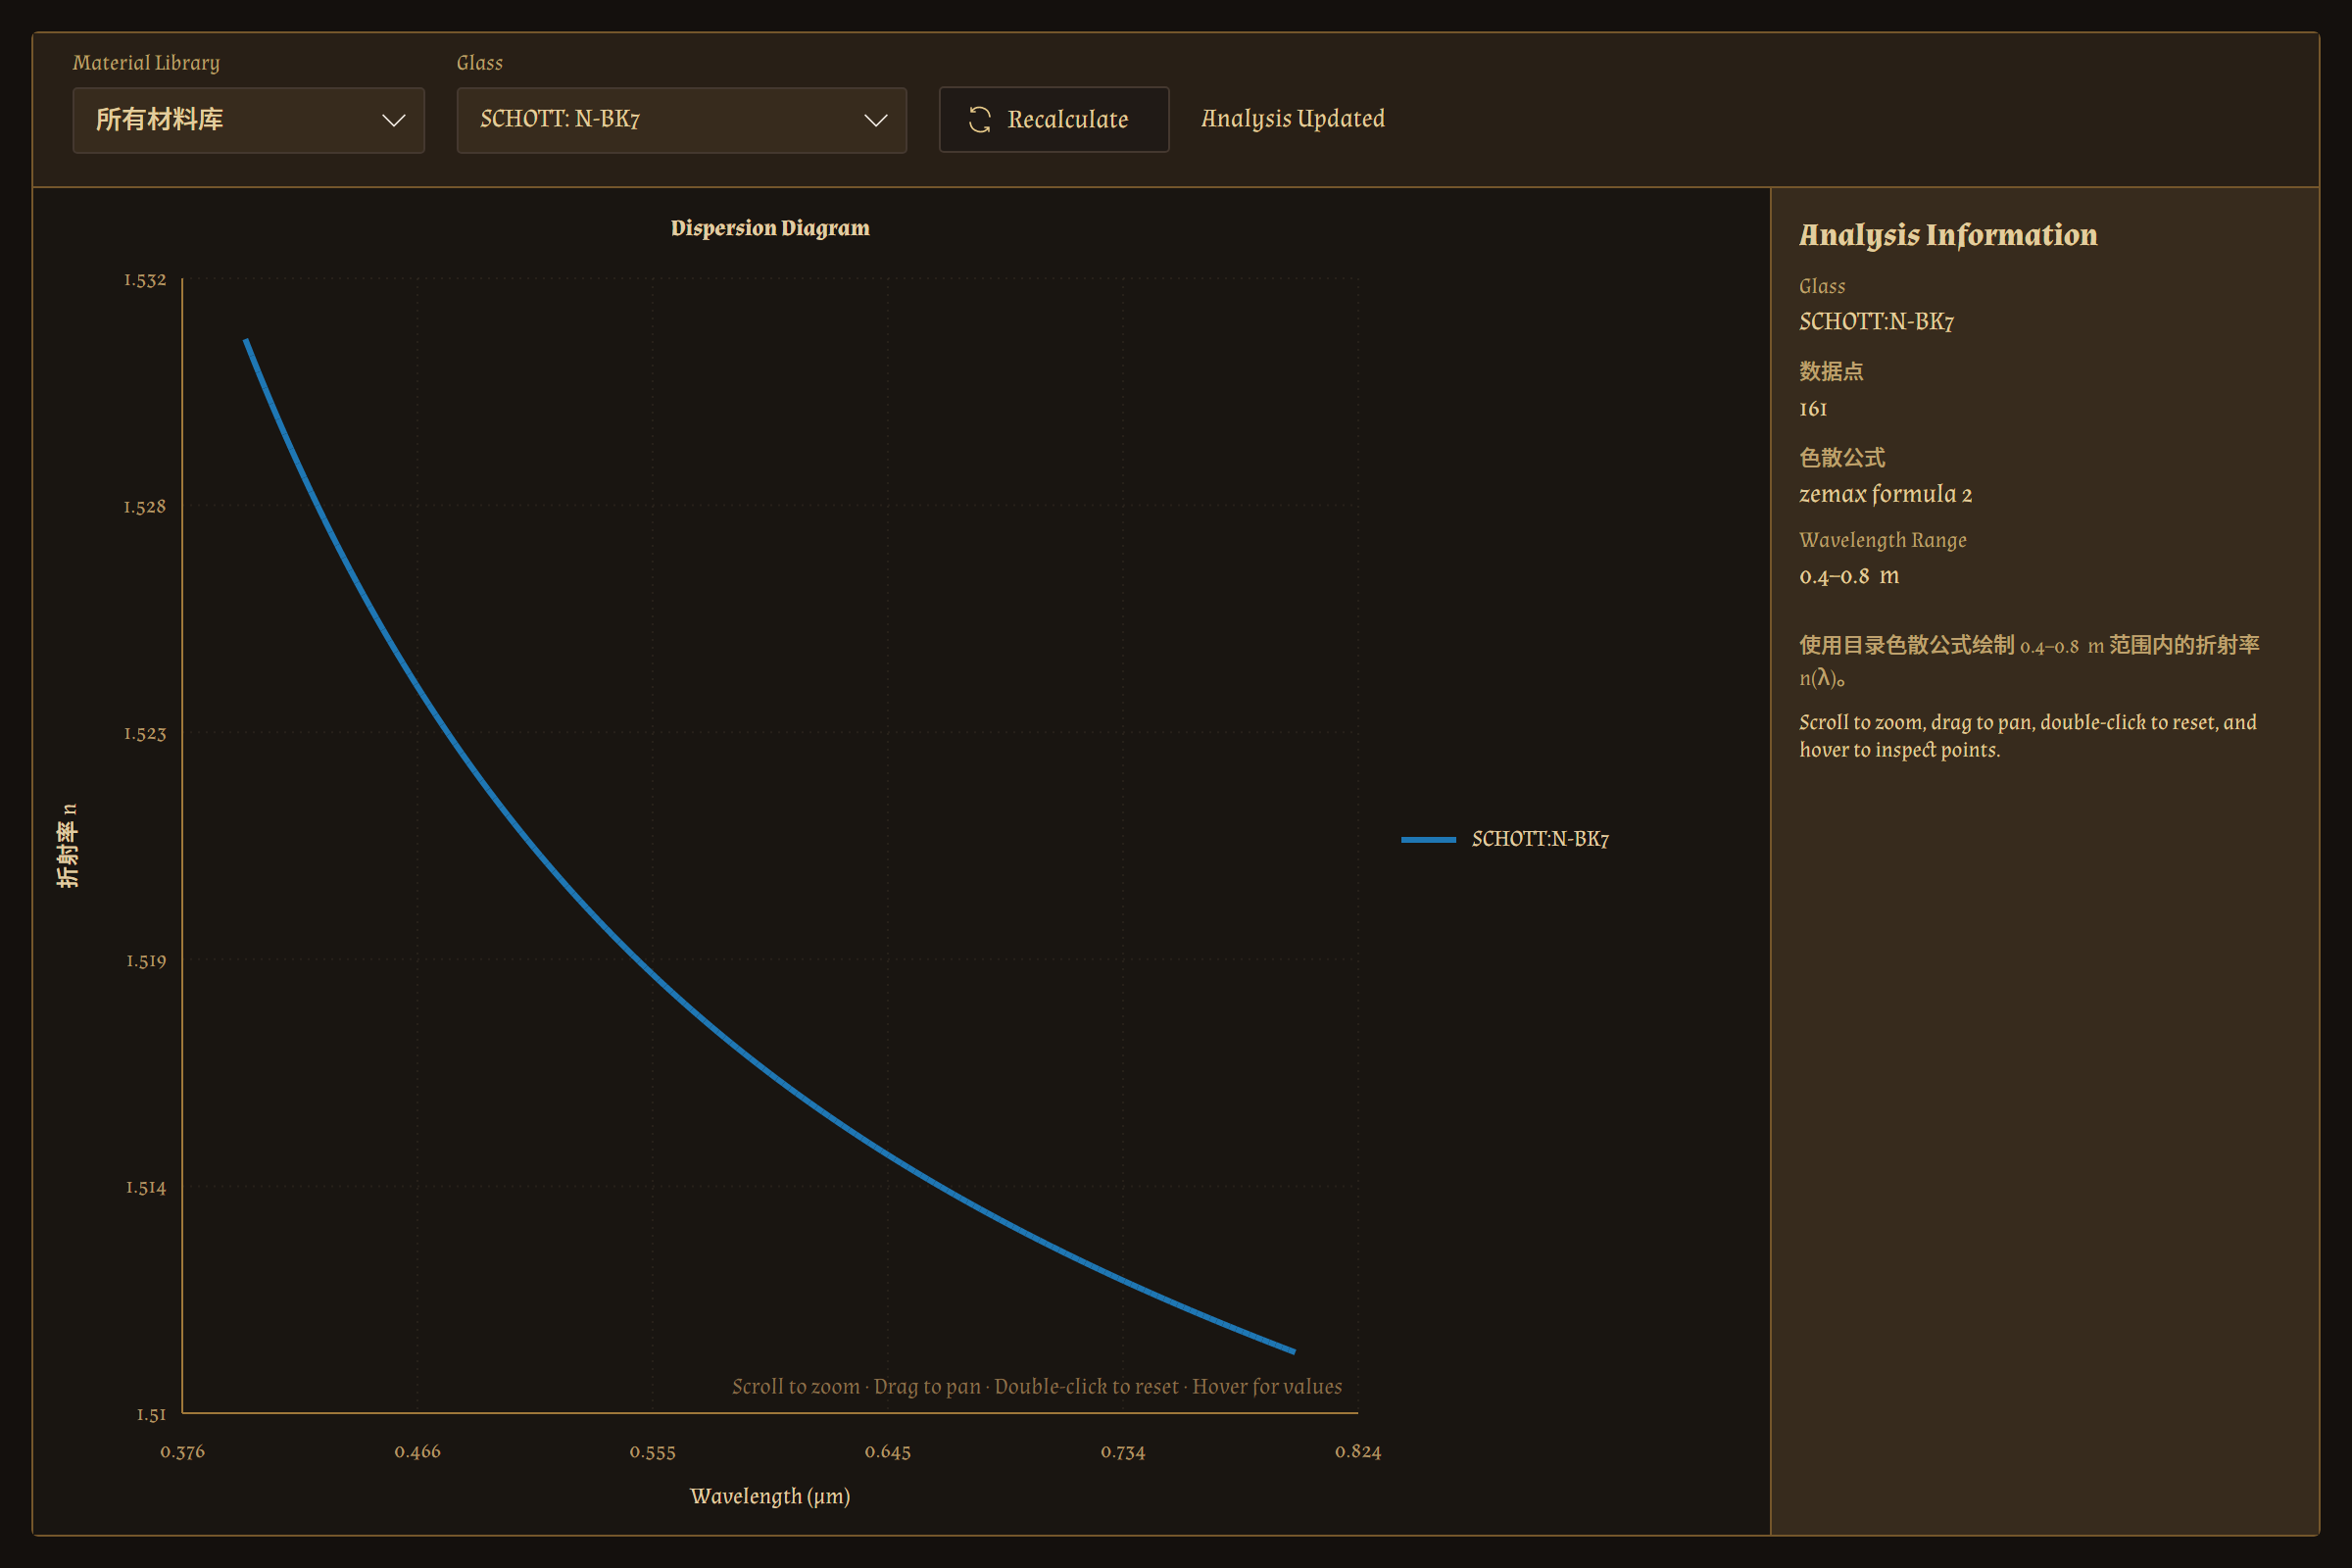 Material Library
Glass
所有材料库
SCHOTT: N-BK7
Recalculate
Analysis Updated
Dispersion Diagram
1.532
1.528
1.523
1.519
1.514
1.51
折射率 n
0.376
0.466
0.555
0.645
0.734
0.824
Wavelength (µm)
Scroll to zoom · Drag to pan · Double-click to reset · Hover for values
SCHOTT:N-BK7
Analysis Information
Glass
SCHOTT:N-BK7
数据点
161
色散公式
zemax formula 2
Wavelength Range
0.4–0.8 m
使用目录色散公式绘制 0.4–0.8 m 范围内的折射率
n(λ)。
Scroll to zoom, drag to pan, double-click to reset, and
hover to inspect points.